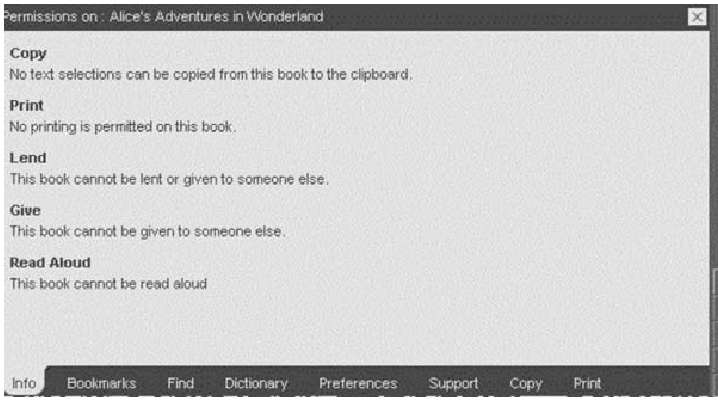 Permissions on : Alice's Adventures in Wonderland
Copy
No text selections can be copied from this book to the clipboard.
Print
No printing is permitted on this book.
Lend
This book cannot be lent or given to someone else.
Give
This book cannot be given to someone else.
Read Aloud
This book cannot be read aloud
Info Bookmarks Find Dictionary Preferences Support Copy Print